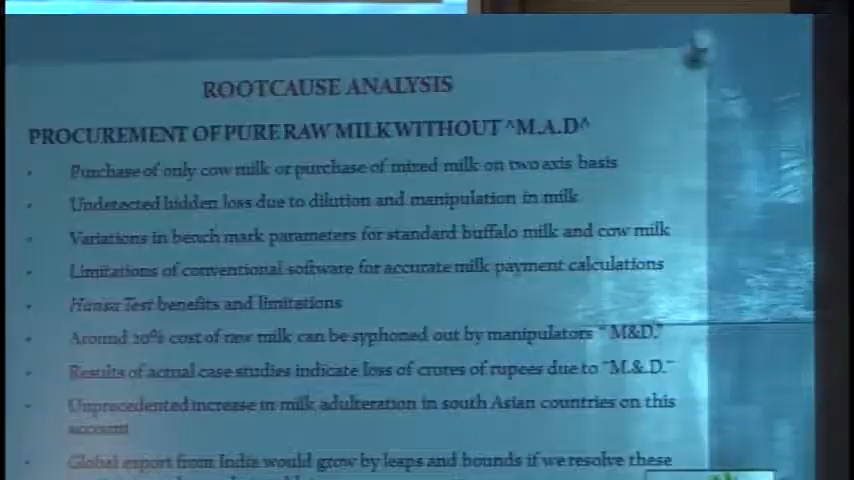 ROOTCAUSE ANALYSIS
PROCUREMENT OF PURE RAW MILK WITHOUT ^M.A.D^
• Purchase of only cow milk or purchase of mixed milk on two axis basis
• Undetected hidden loss due to dilution and manipulation in milk
• Variations in bench mark parameters for standard buffalo milk and cow milk
• Limitations of conventional software for accurate milk payment calculations
• Hansa Test benefits and limitations
• Around 20% cost of raw milk can be syphoned out by manipulators " M&D."
• Results of actual case studies indicate loss of crores of rupees due to "M.&.D."
• Unprecedented increase in milk adulteration in south Asian countries on this
account
• Global export from India would grow by leaps and bounds if we resolve these